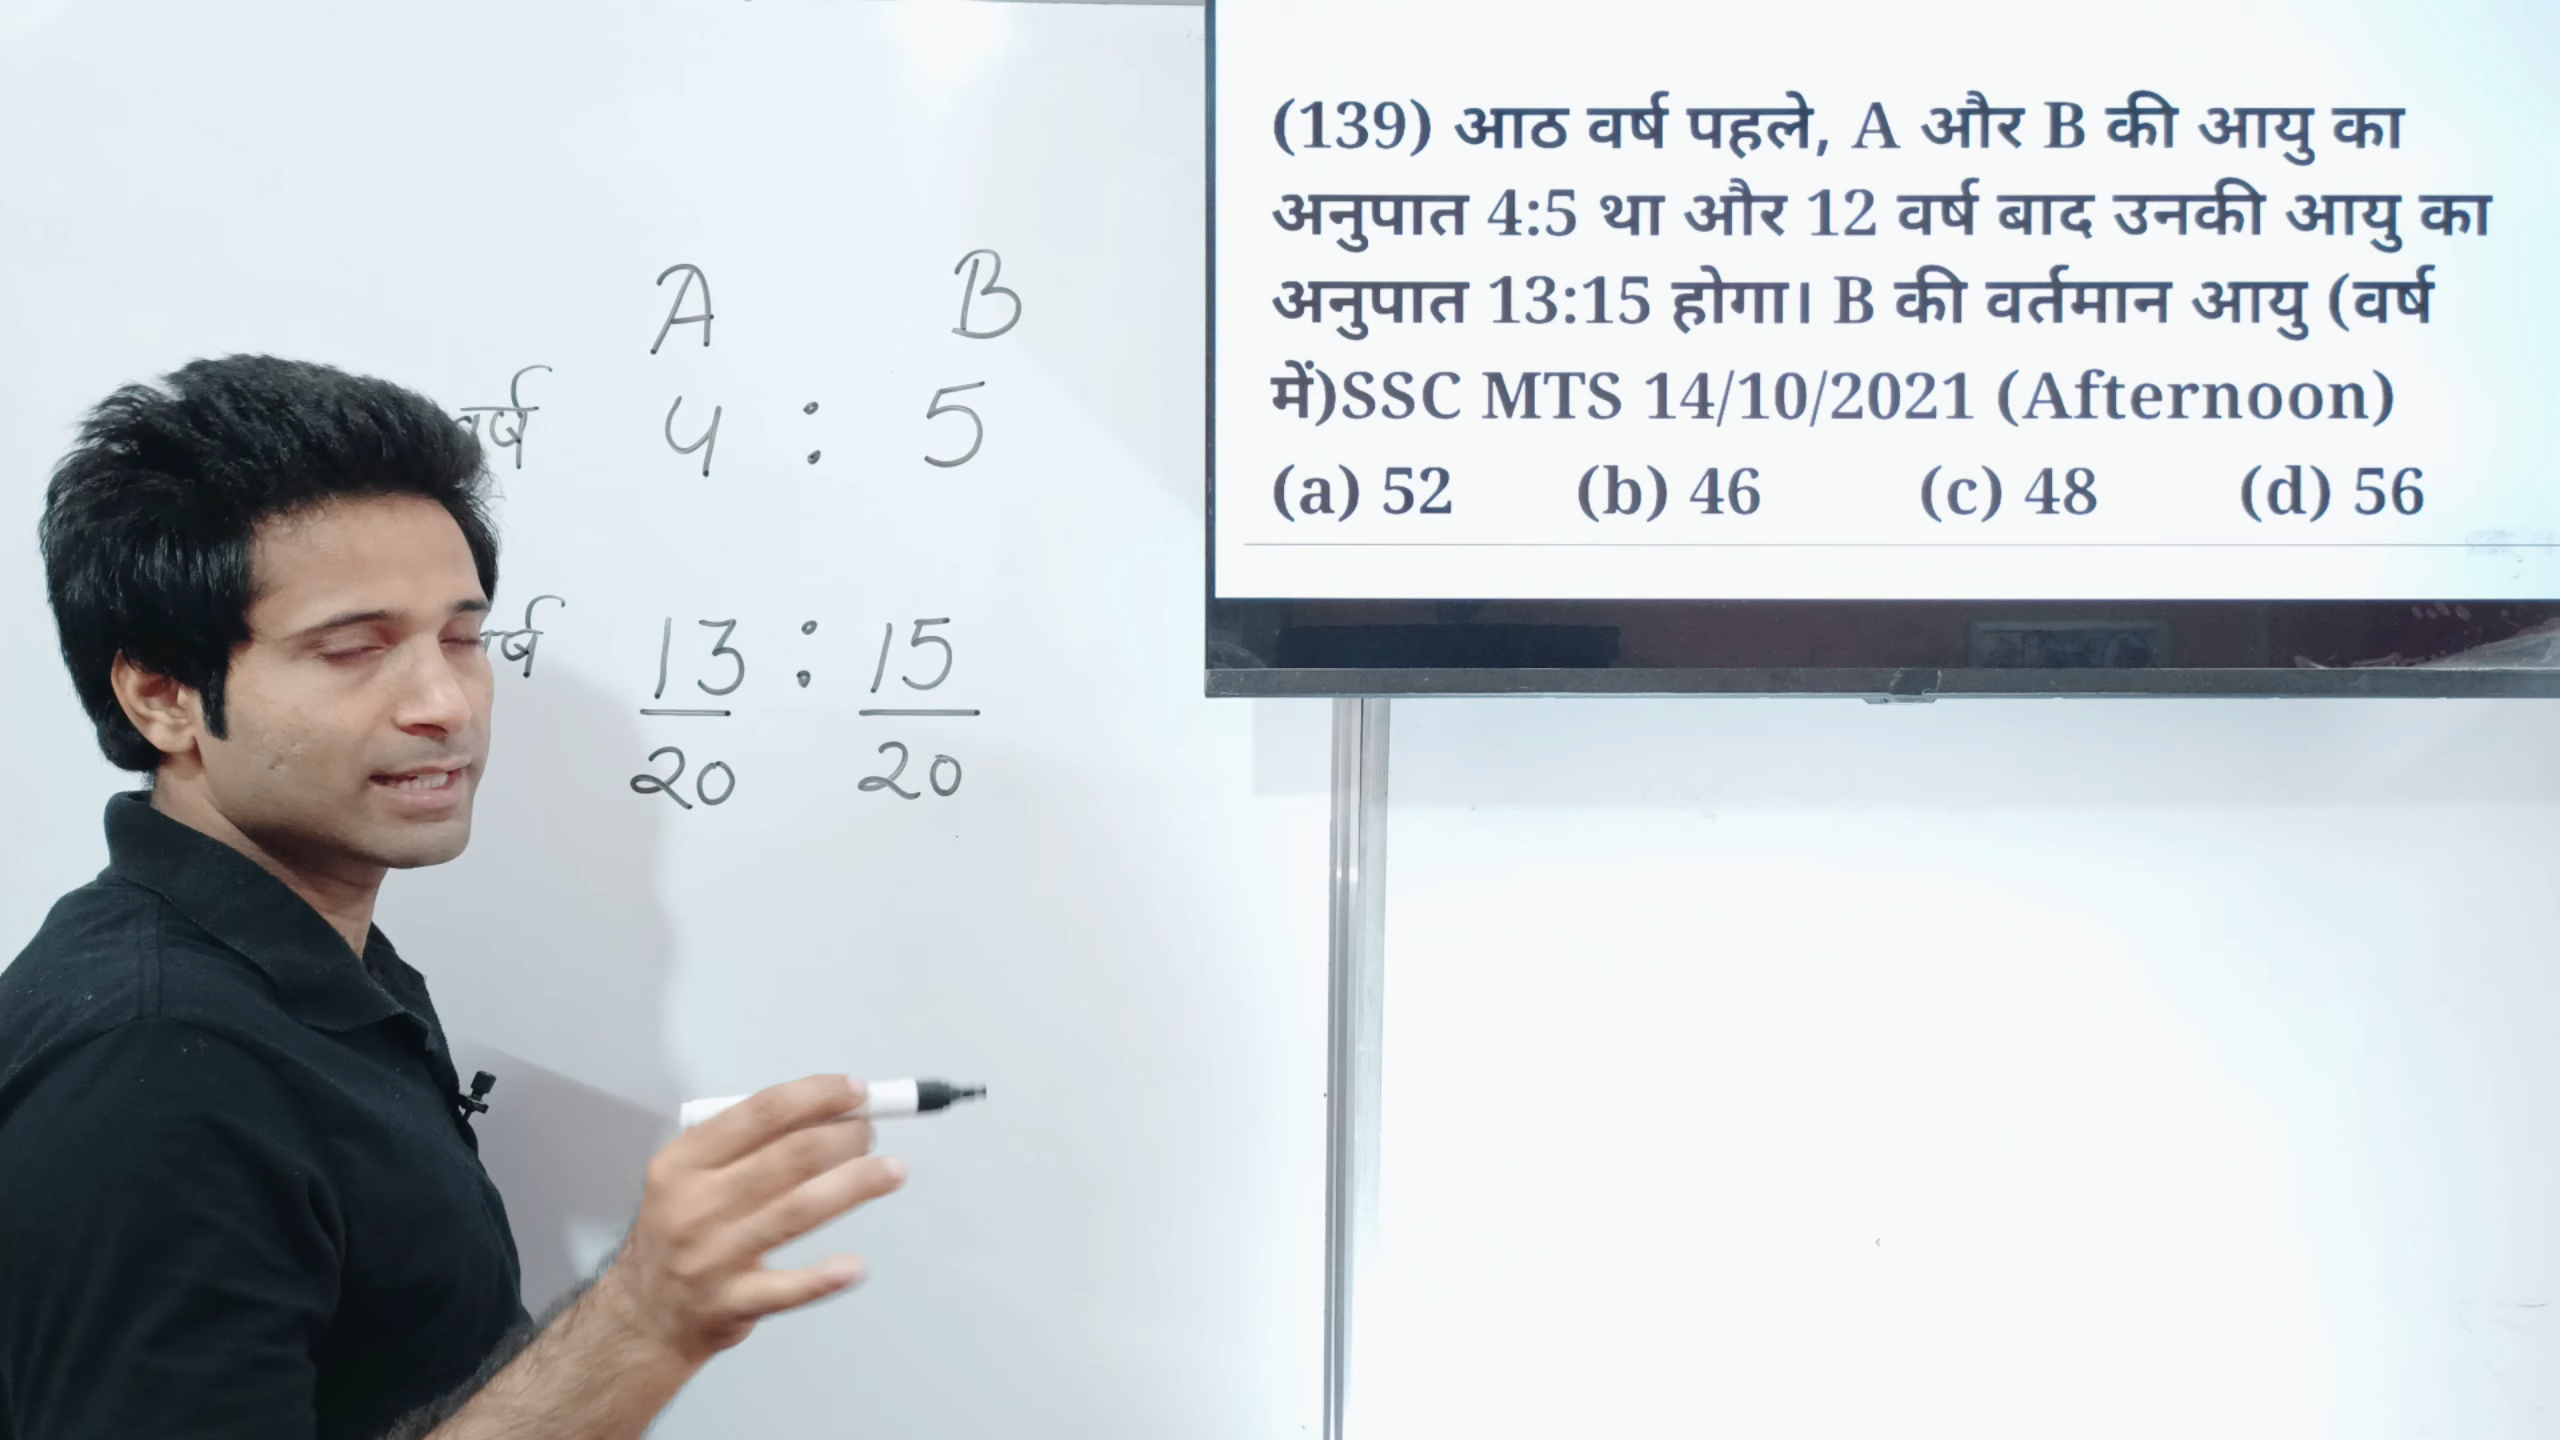 A B
वर्ष 4 : 5
13 : 15
20 20
(139) आठ वर्ष पहले, A और B की आयु का
अनुपात 4:5 था और 12 वर्ष बाद उनकी आयु का
अनुपात 13:15 होगा। B की वर्तमान आयु (वर्ष
में)SSC MTS 14/10/2021 (Afternoon)
(a) 52 (b) 46 (c) 48 (d) 56